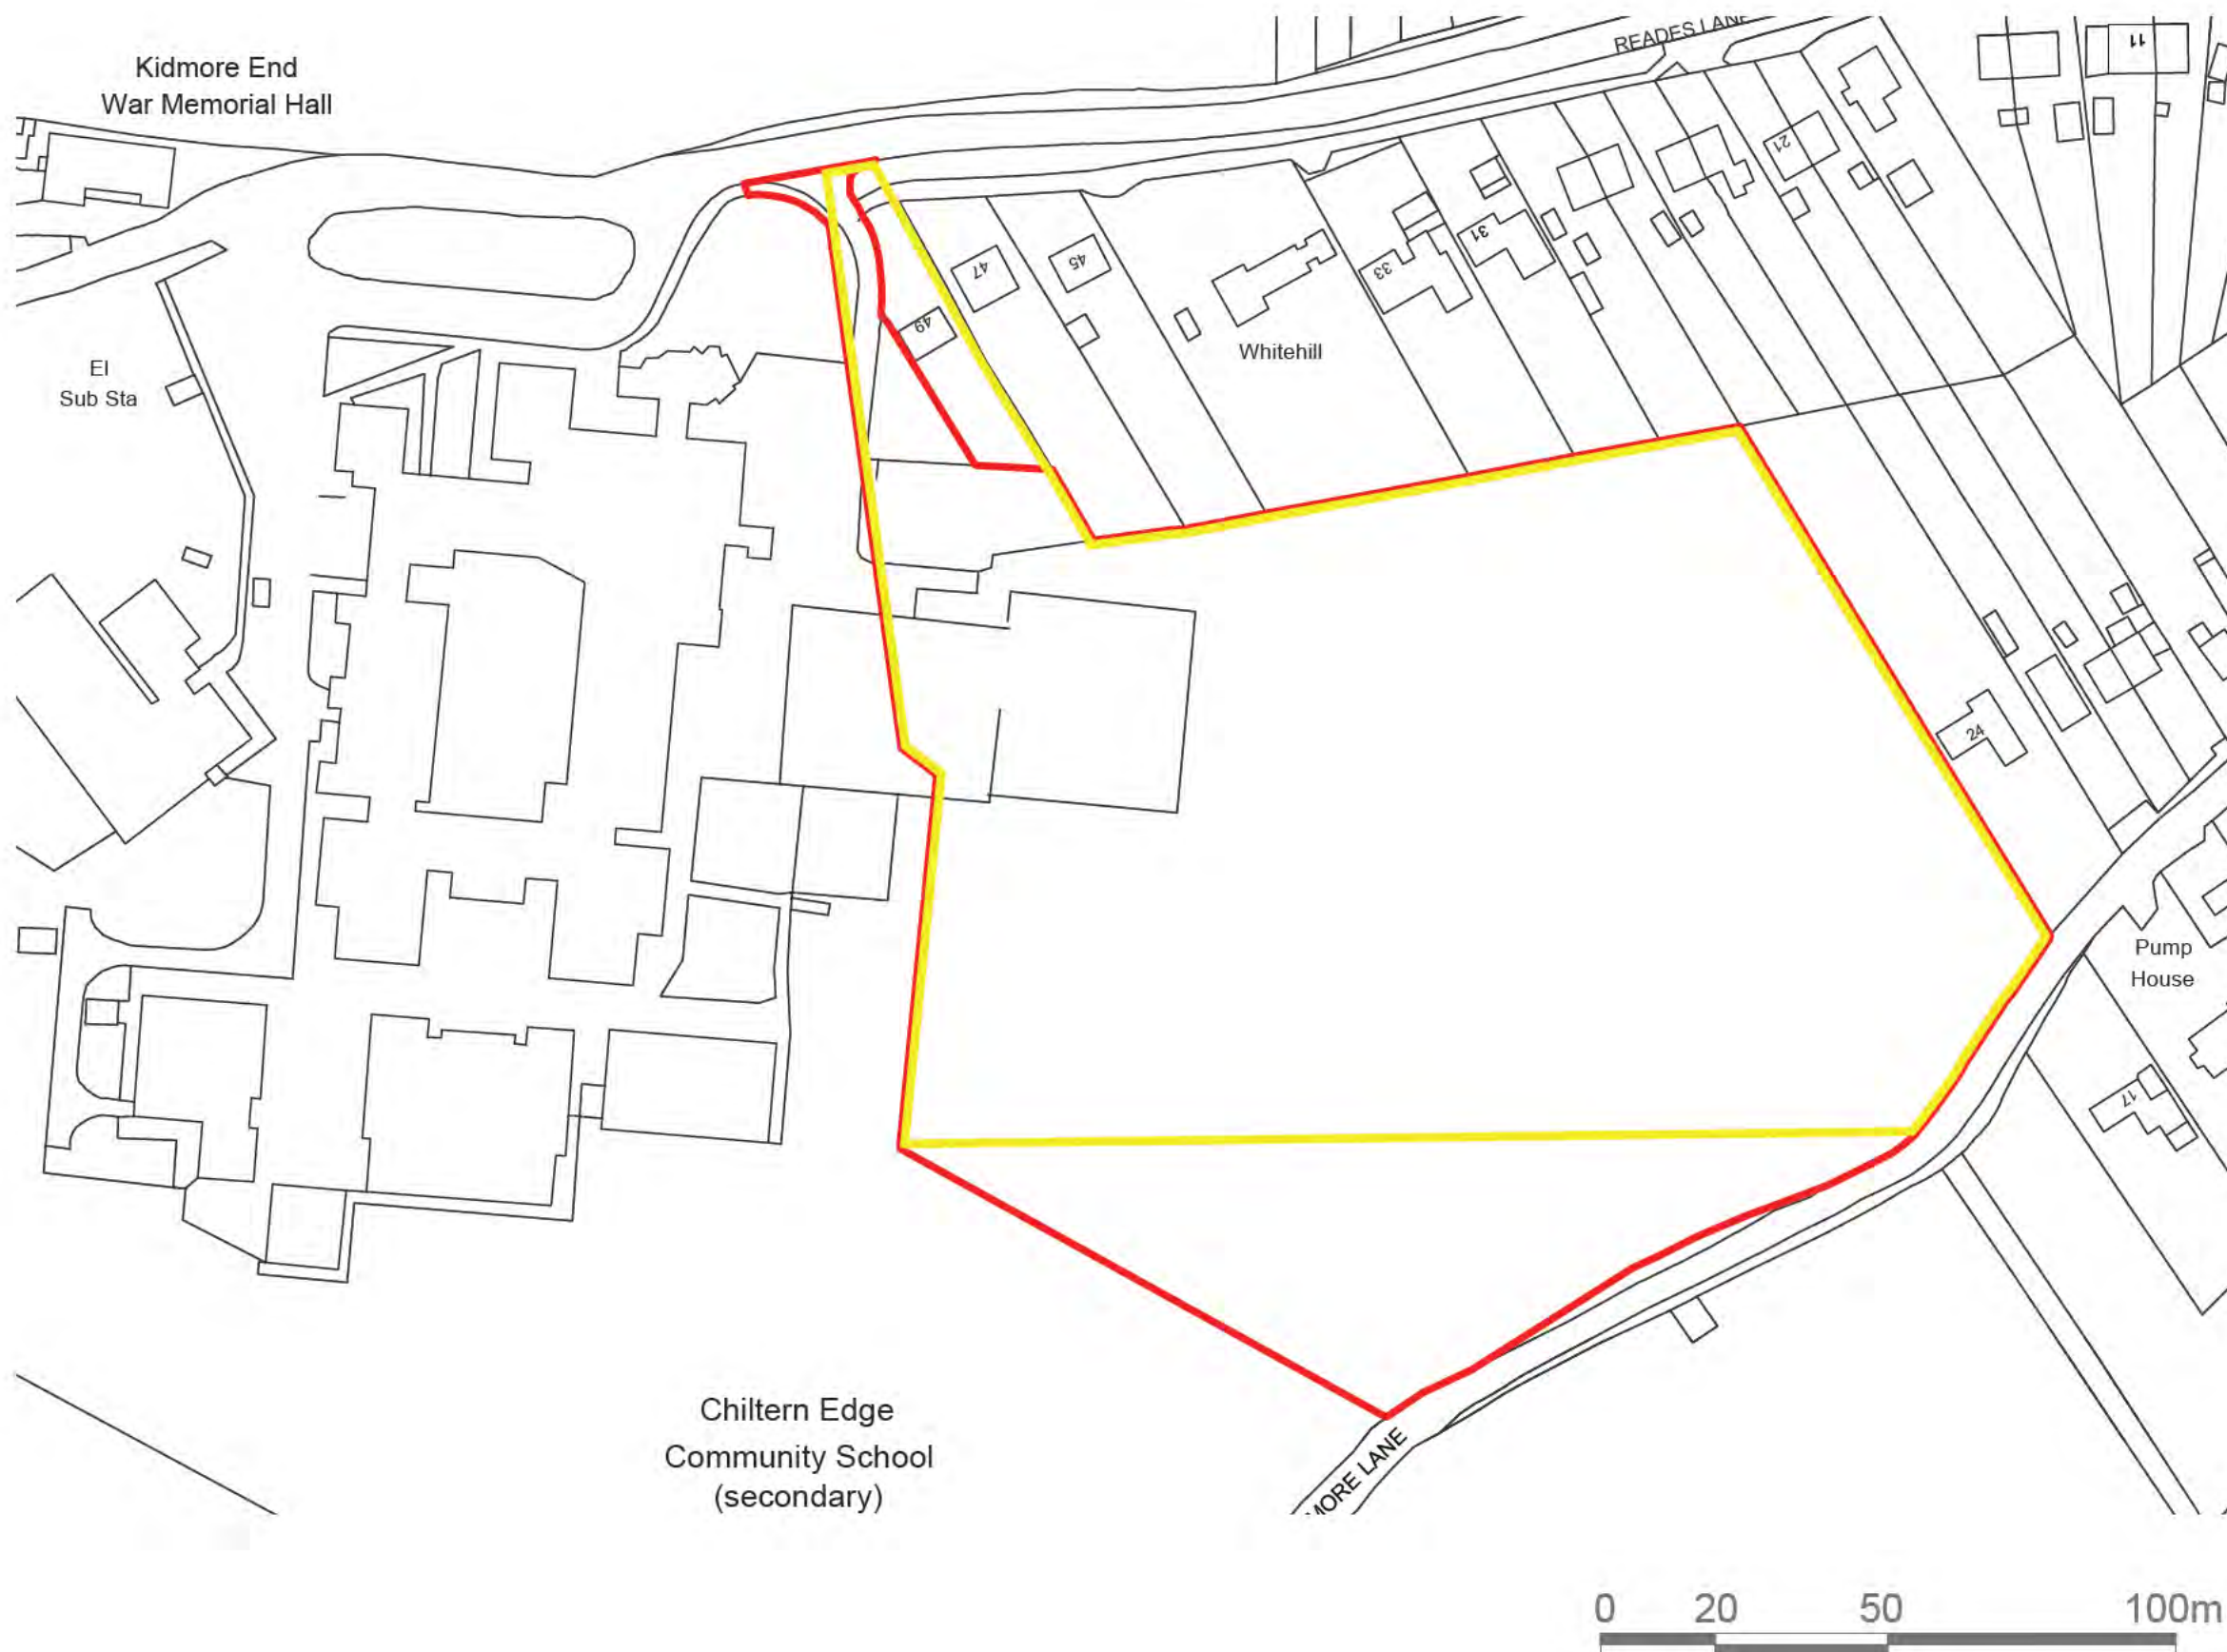 READES LANE
Kidmore End
War Memorial Hall
11
21
El
Sub Sta
47
45
49
33
31
Whitehill
24
Pump
House
17
Chiltern Edge
Community School
(secondary)
MORE LANE
0 20 50 100m